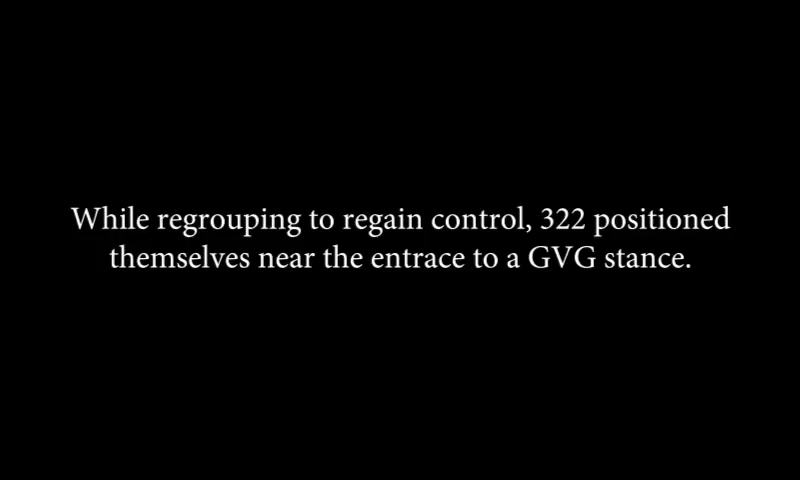 While regrouping to regain control, 322 positioned
themselves near the entrace to a GVG stance.